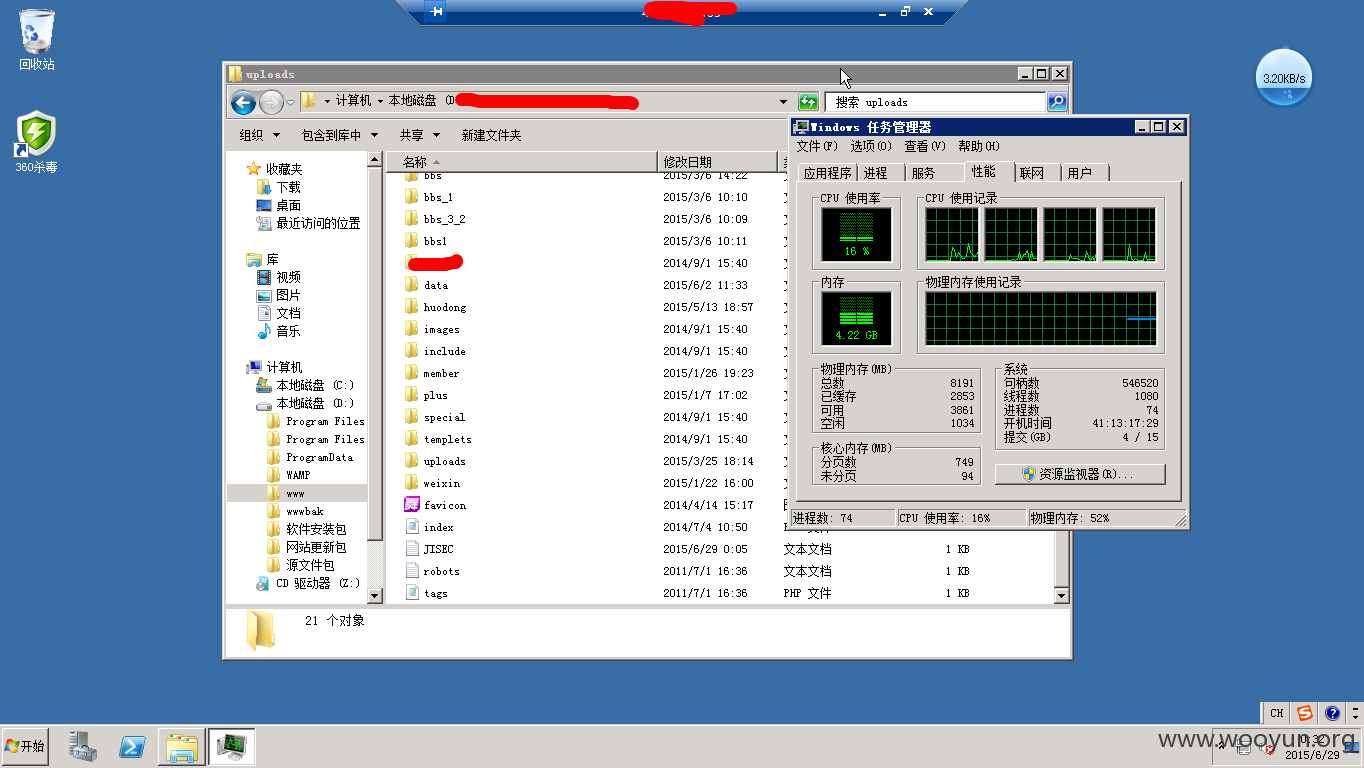 回收站
360杀毒
3.20KB/s
uploads
计算机 本地磁盘 (D
搜索 uploads
组织 包含到库中 共享 新建文件夹
收藏夹
下载
桌面
最近访问的位置
库
视频
图片
文档
音乐
计算机
本地磁盘 (C:)
本地磁盘 (D:)
Program Files
Program Files
ProgramData
WAMP
www
wwwbak
软件安装包
网站更新包
源文件包
CD 驱动器 (Z:)
名称 修改日期
bbs 2015/3/6 14:22
bbs_1 2015/3/6 10:10
bbs_3_2 2015/3/6 10:09
bbs1 2015/3/6 10:11
2014/9/1 15:40
data 2015/6/2 11:33
huodong 2015/5/13 18:57
images 2014/9/1 15:40
include 2014/9/1 15:40
member 2015/1/26 19:23
plus 2015/1/7 17:02
special 2014/9/1 15:40
templets 2014/9/1 15:40
uploads 2015/3/25 18:14
weixin 2015/1/22 16:00
favicon 2014/4/14 15:17
index 2014/7/4 10:50
JISEC 2015/6/29 0:05 文本文档 1 KB
robots 2011/7/1 16:36 文本文档 1 KB
tags 2011/7/1 16:36 PHP 文件 1 KB
21 个对象
Windows 任务管理器
文件(F) 选项(O) 查看(V) 帮助(H)
应用程序 进程 服务 性能 联网 用户
CPU 使用率 CPU 使用记录
16 %
内存 物理内存使用记录
4.22 GB
物理内存(MB)
总数 8191
已缓存 2853
可用 3861
空闲 1034
核心内存(MB)
分页数 749
未分页 94
系统
句柄数 546520
线程数 1080
进程数 74
开机时间 41:13:17:29
提交(GB) 4 / 15
资源监视器(R)...
进程数: 74 CPU 使用率: 16% 物理内存: 52%
CH
开始
www.wooyun.org
2015/6/29